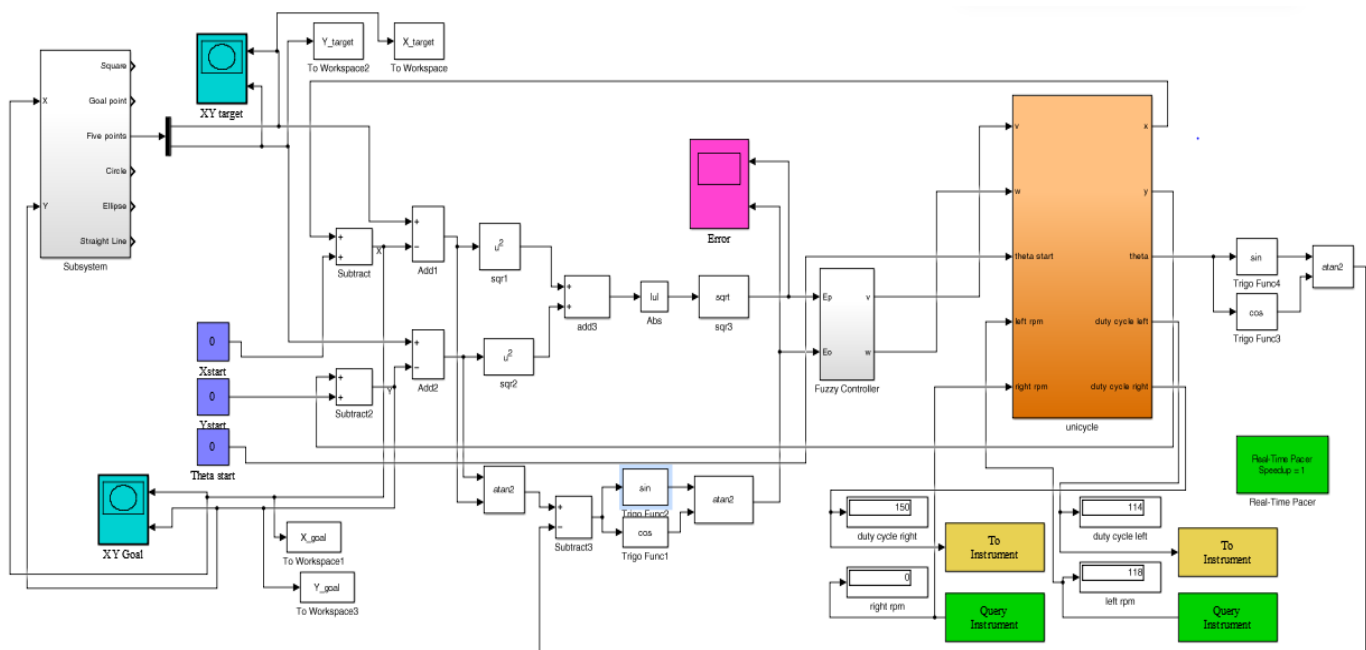 Square
Goal point
Five points
Circle
Ellipse
Straight Line
X
Y
Subsystem
XY target
Y_target
To Workspace2
X_target
To Workspace
0
Xstart
0
Ystart
0
Theta start
XY Goal
X_goal
To Workspace1
Y_goal
To Workspace3
+
+
Subtract
X
+
+
Subtract2
Y
+
−
Add1
+
−
Add2
u²
sqr1
u²
sqr2
+
+
add3
|u|
Abs
sqrt
sqr3
Error
Ep
Eo
v
w
Fuzzy Controller
atan2
+
−
Subtract3
sin
Trigo Func2
cos
Trigo Func1
atan2
v
w
theta start
left rpm
right rpm
x
y
theta
duty cycle left
duty cycle right
unicycle
sin
Trigo Func4
cos
Trigo Func3
atan2
Real-Time Pacer
Speedup = 1
Real-Time Pacer
150
duty cycle right
To
Instrument
0
right rpm
Query
Instrument
114
duty cycle left
To
Instrument
118
left rpm
Query
Instrument